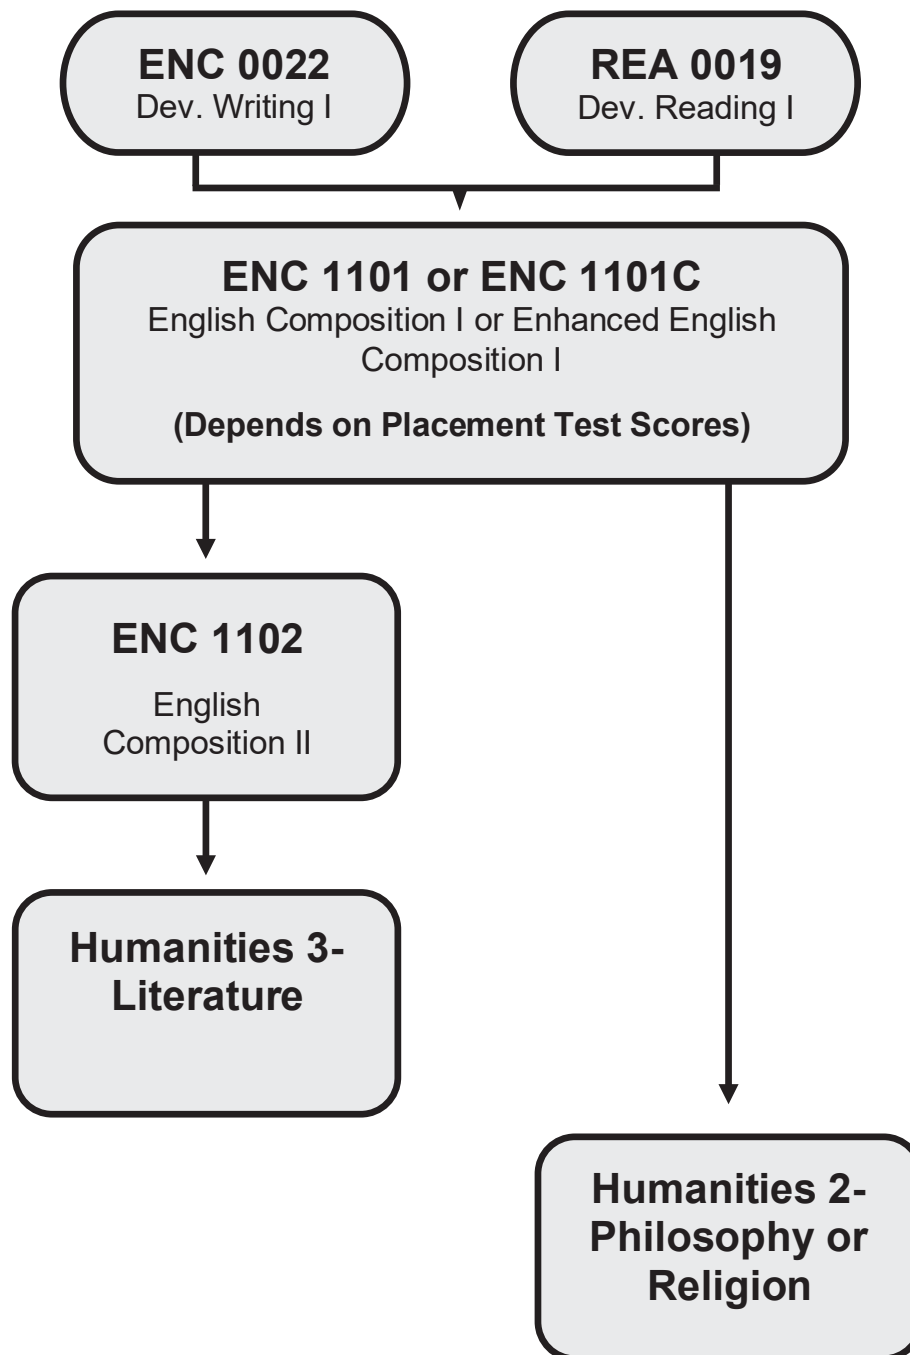 ENC 0022
Dev. Writing I
REA 0019
Dev. Reading I
ENC 1101 or ENC 1101C
English Composition I or Enhanced English
Composition I
(Depends on Placement Test Scores)
ENC 1102
English
Composition II
Humanities 3-
Literature
Humanities 2-
Philosophy or
Religion